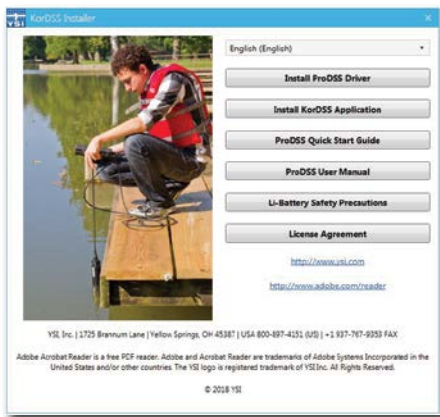 YSI
KorDSS Installer
English (English)
Install ProDSS Driver
Install KorDSS Application
ProDSS Quick Start Guide
ProDSS User Manual
Li-Battery Safety Precautions
License Agreement
http://www.ysi.com
http://www.adobe.com/reader
YSI, Inc. | 1725 Brannum Lane | Yellow Springs, OH 45387 | USA 800-897-4151 (US) | +1 937-767-9353 FAX
Adobe Acrobat Reader is a free PDF reader. Adobe and Acrobat Reader are trademarks of Adobe Systems Incorporated in the
United States and/or other countries. The YSI logo is registered trademark of YSI Inc. All Rights Reserved.
© 2018 YSI